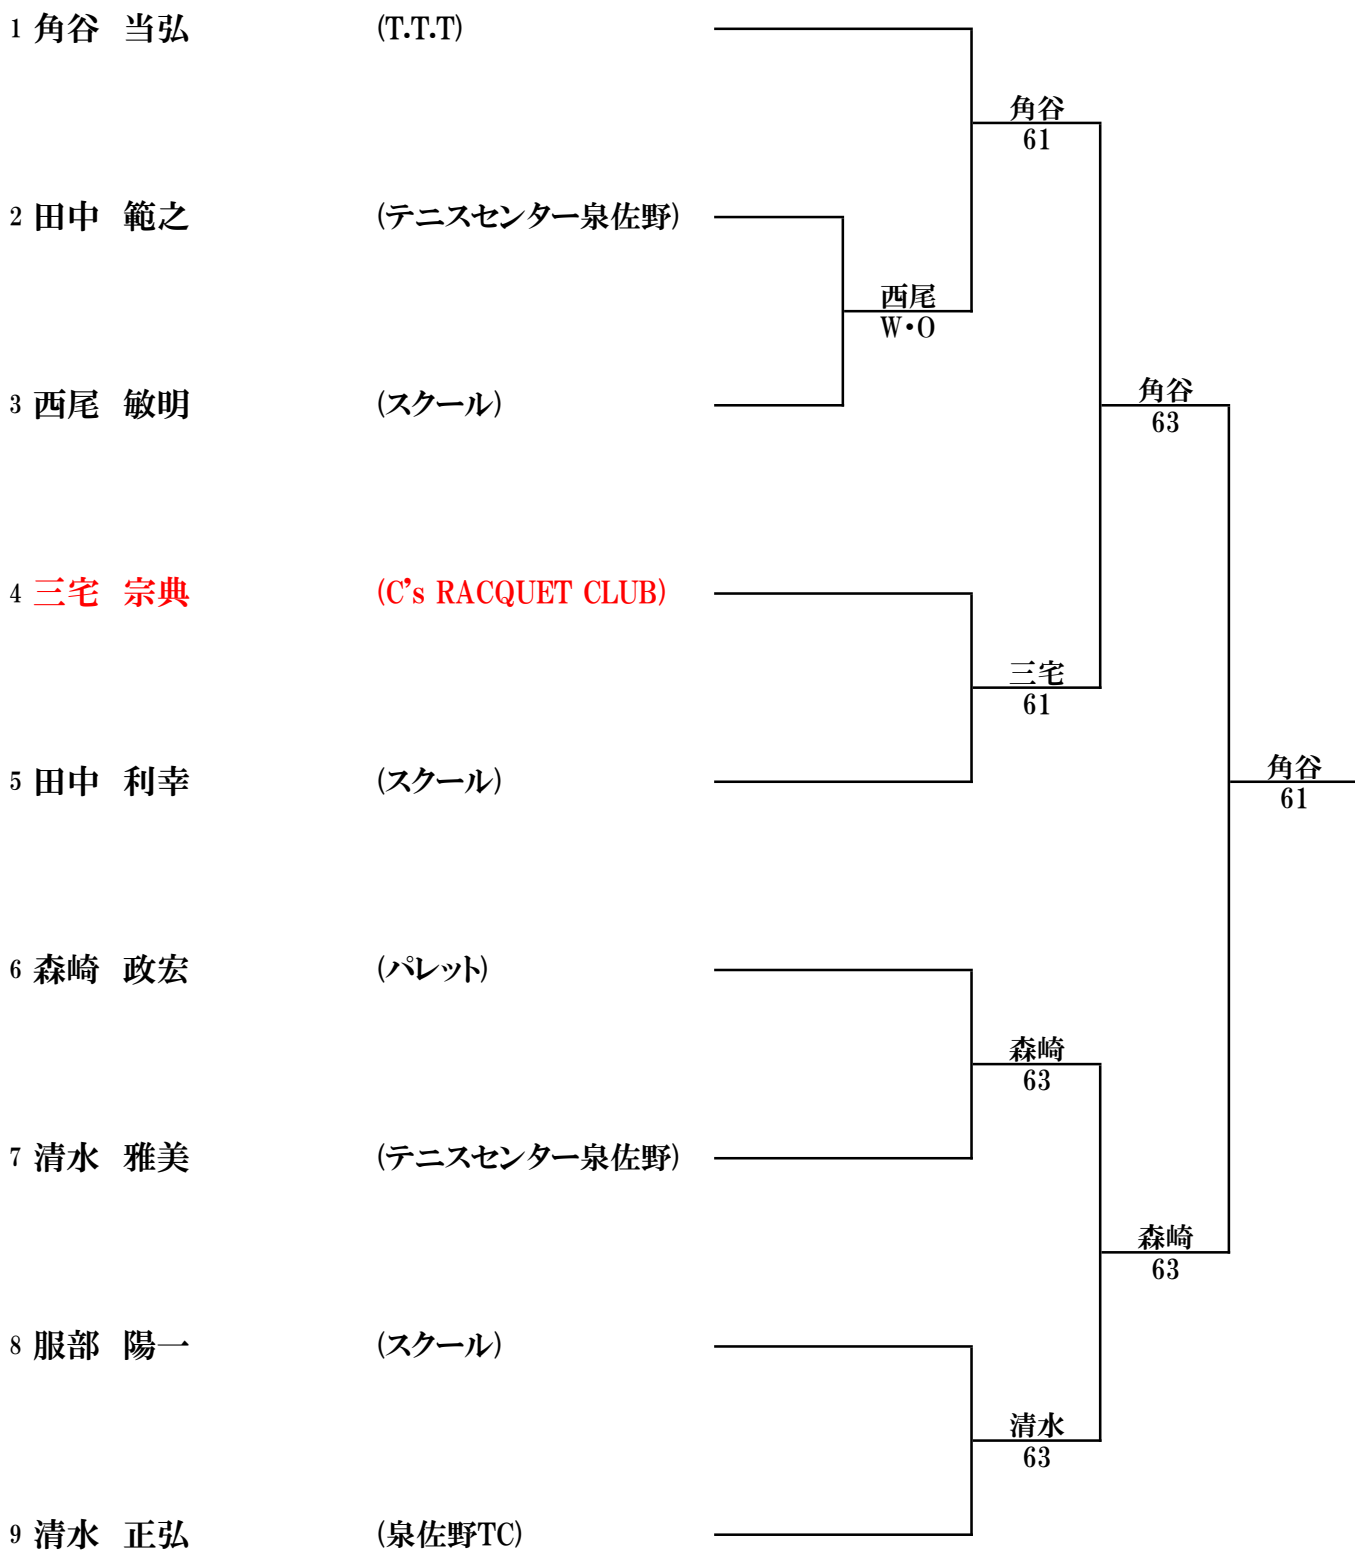 1 角谷 当弘 (T.T.T)
角谷
61
2 田中 範之 (テニスセンター泉佐野)
西尾
W・O
3 西尾 敏明 (スクール)
角谷
63
4 三宅 宗典 (C's RACQUET CLUB)
三宅
61
5 田中 利幸 (スクール)
角谷
61
6 森崎 政宏 (パレット)
森崎
63
7 清水 雅美 (テニスセンター泉佐野)
森崎
63
8 服部 陽一 (スクール)
清水
63
9 清水 正弘 (泉佐野TC)